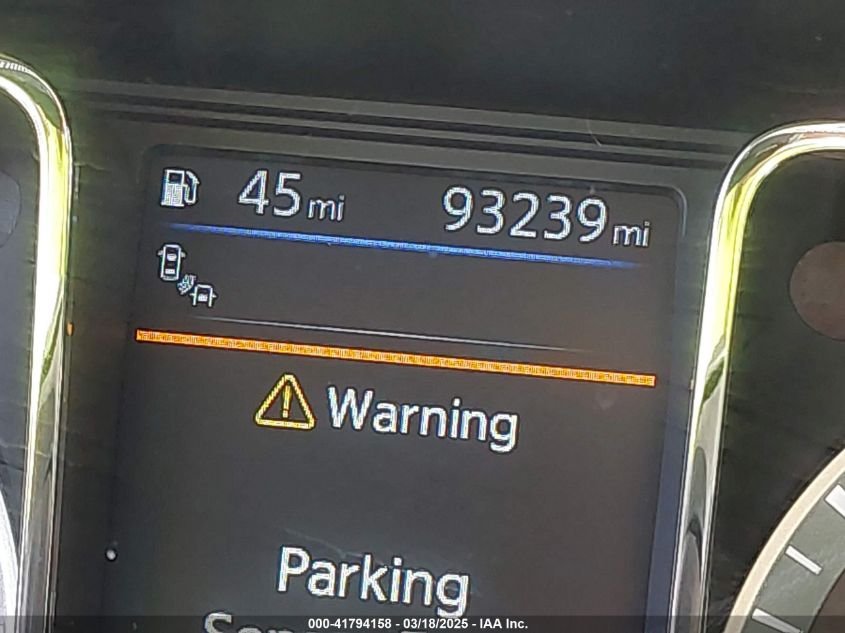 45 mi 93239 mi
Warning
Parking
000-41794158 - 03/18/2025 - IAA Inc.